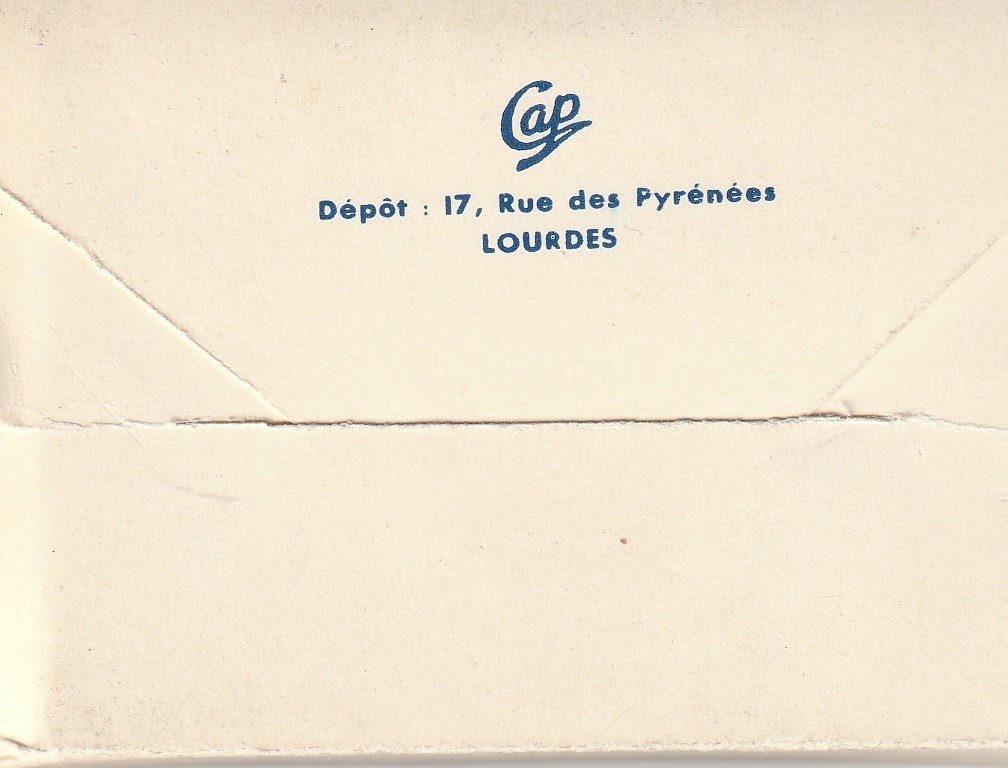 Cap
Dépôt : 17, Rue des Pyrénées
LOURDES